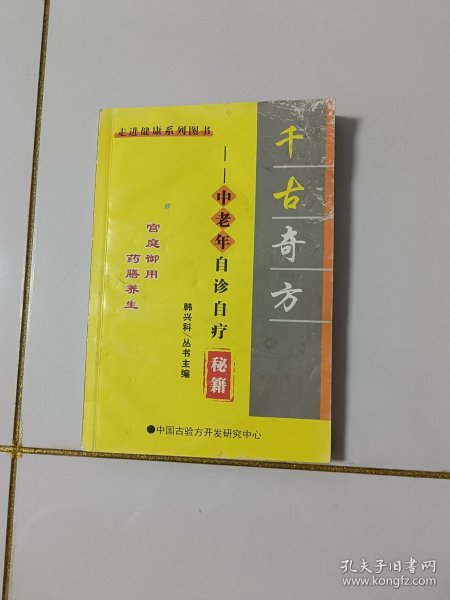 走进健康系列图书
千古奇方
——中老年自诊自疗
秘籍
宫庭御用
药膳养生
韩兴科/丛书主编
●中国古验方开发研究中心
孔夫子旧书网
www.kongfz.com